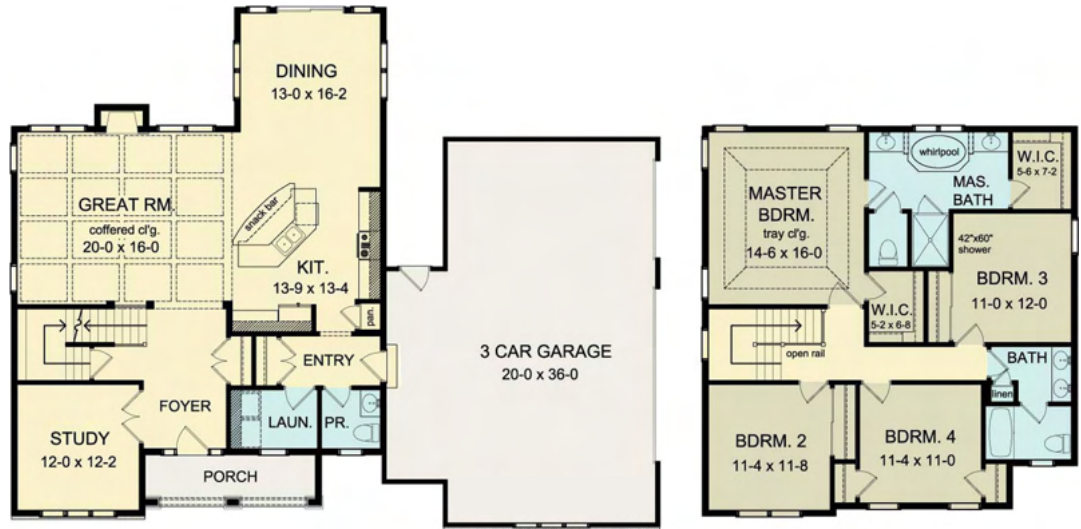 DINING
13-0 x 16-2
GREAT RM.
coffered cl'g.
20-0 x 16-0
snack bar
KIT.
13-9 x 13-4
pan.
ENTRY
FOYER
LAUN.
PR.
STUDY
12-0 x 12-2
PORCH
3 CAR GARAGE
20-0 x 36-0
MASTER
BDRM.
tray cl'g.
14-6 x 16-0
whirlpool
MAS.
BATH
W.I.C.
5-6 x 7-2
42"x60"
shower
BDRM. 3
11-0 x 12-0
W.I.C.
5-2 x 6-8
open rail
BATH
linen
BDRM. 2
11-4 x 11-8
BDRM. 4
11-4 x 11-0